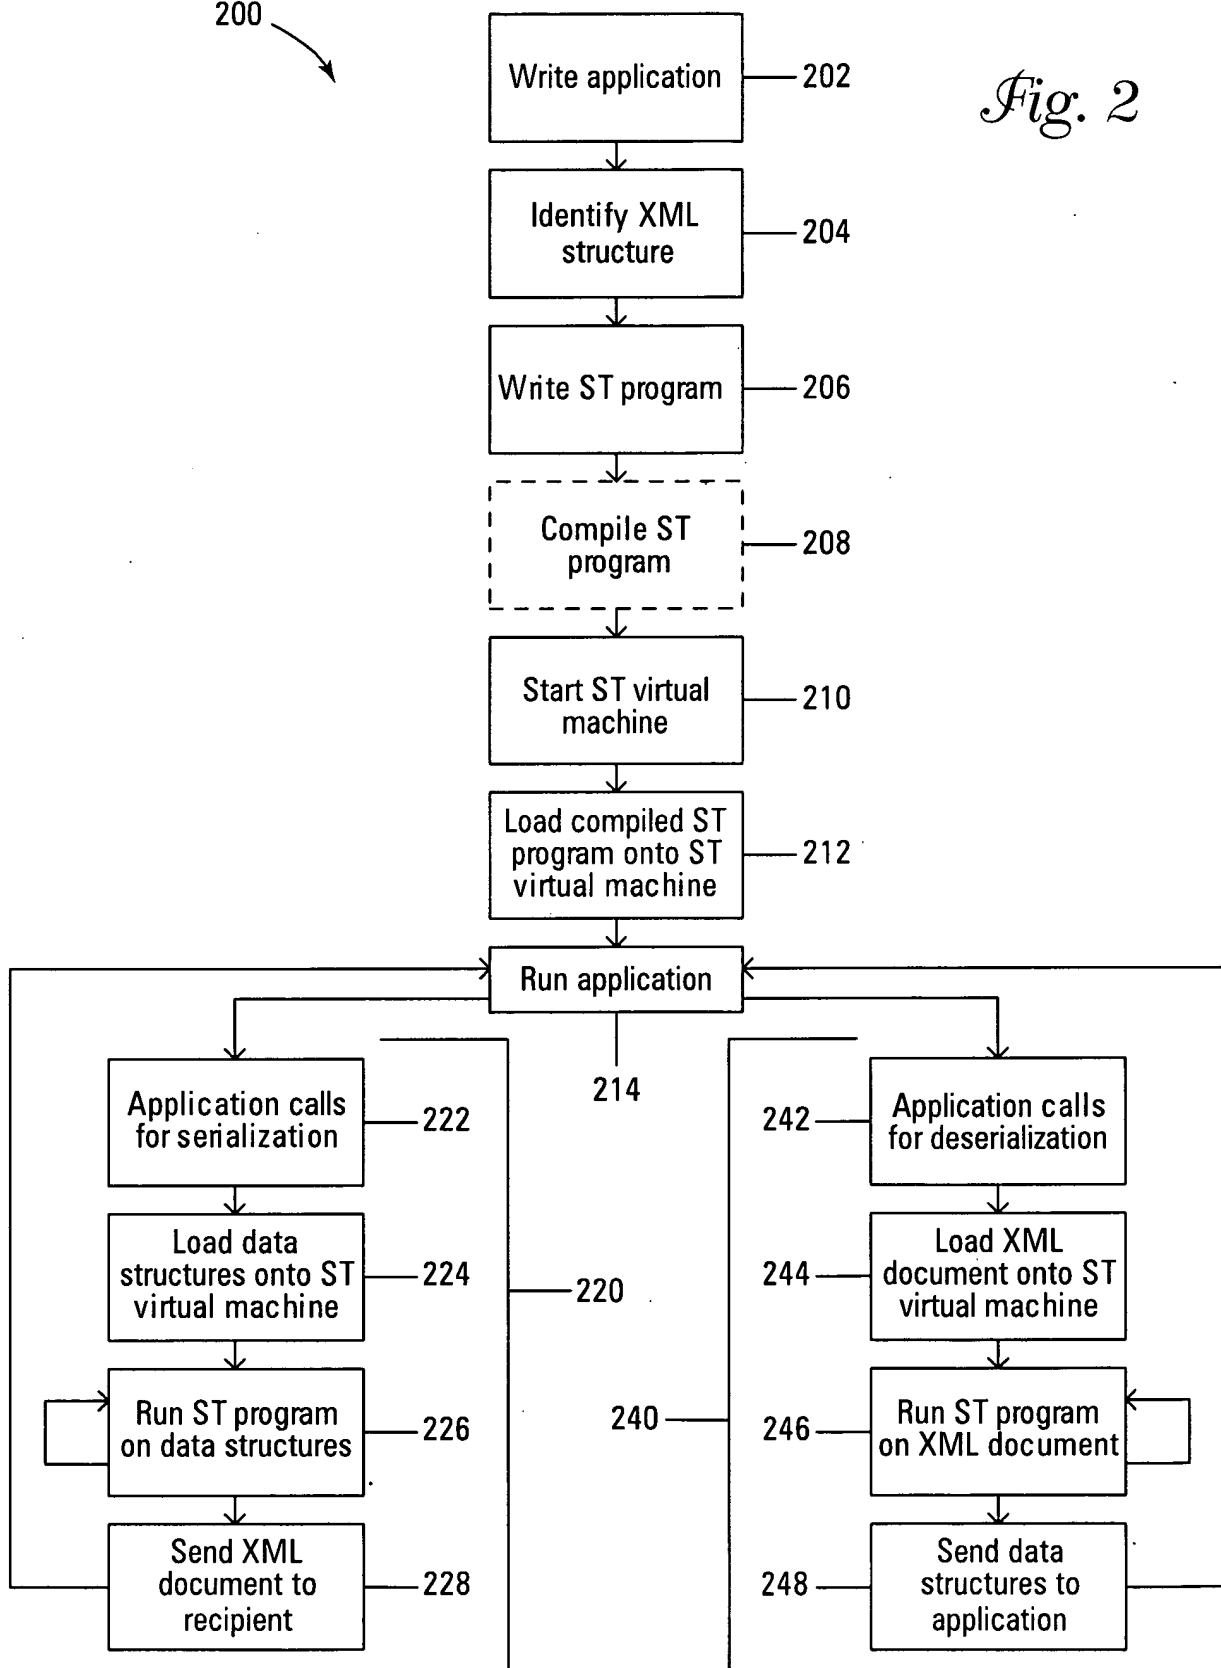 200
Write application
202
Fig. 2
Identify XML
structure
204
Write ST program
206
Compile ST
program
208
Start ST virtual
machine
210
Load compiled ST
program onto ST
virtual machine
212
Run application
214
Application calls
for serialization
222
242
Application calls
for deserialization
Load data
structures onto ST
virtual machine
224
220
244
Load XML
document onto ST
virtual machine
Run ST program
on data structures
226
240
246
Run ST program
on XML document
Send XML
document to
recipient
228
248
Send data
structures to
application